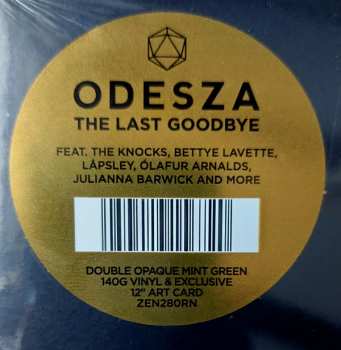 ODESZA
THE LAST GOODBYE
FEAT. THE KNOCKS, BETTYE LAVETTE,
LÅPSLEY, ÓLAFUR ARNALDS,
JULIANNA BARWICK AND MORE
DOUBLE OPAQUE MINT GREEN
140G VINYL & EXCLUSIVE
12" ART CARD
ZEN280RN